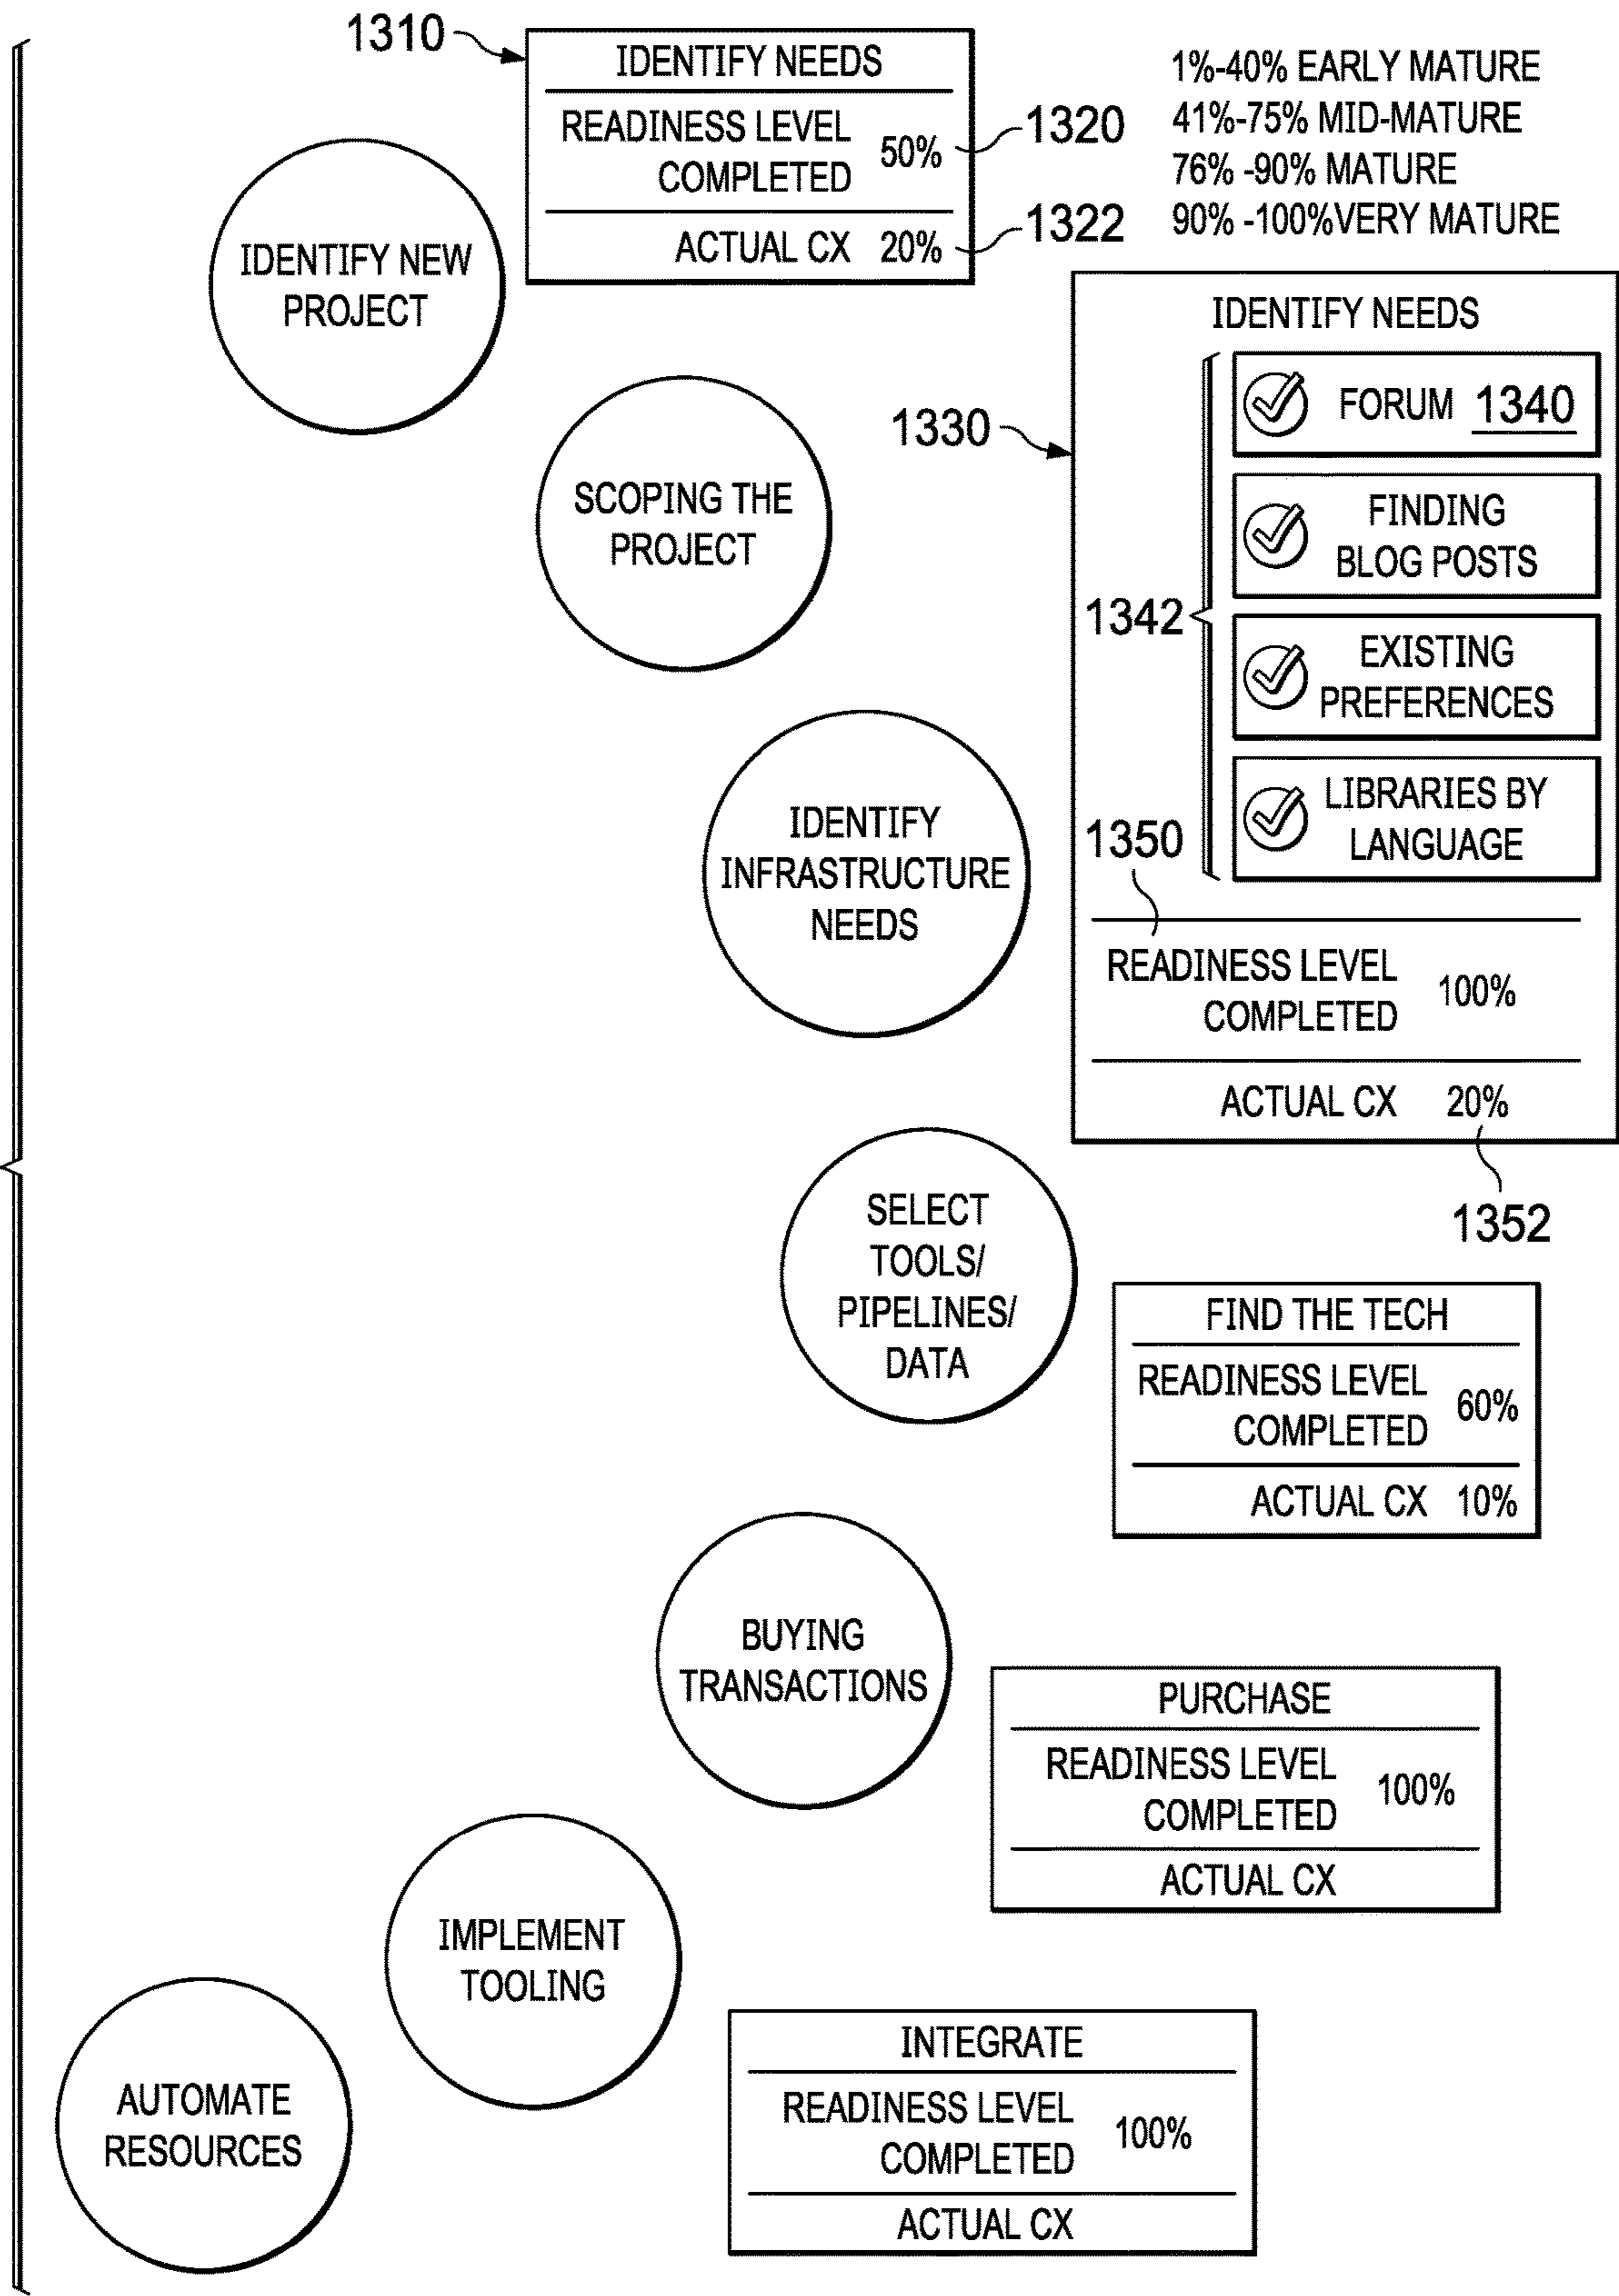 1310
IDENTIFY NEEDS
READINESS LEVEL
COMPLETED
50%
1320
ACTUAL CX 20%
1322
1%-40% EARLY MATURE
41%-75% MID-MATURE
76% -90% MATURE
90% -100%VERY MATURE
IDENTIFY NEW
PROJECT
SCOPING THE
PROJECT
1330
IDENTIFY NEEDS
FORUM 1340
FINDING
BLOG POSTS
1342
EXISTING
PREFERENCES
LIBRARIES BY
LANGUAGE
1350
READINESS LEVEL
COMPLETED
100%
ACTUAL CX 20%
1352
IDENTIFY
INFRASTRUCTURE
NEEDS
SELECT
TOOLS/
PIPELINES/
DATA
FIND THE TECH
READINESS LEVEL
COMPLETED
60%
ACTUAL CX 10%
BUYING
TRANSACTIONS
PURCHASE
READINESS LEVEL
COMPLETED
100%
ACTUAL CX
IMPLEMENT
TOOLING
INTEGRATE
READINESS LEVEL
COMPLETED
100%
ACTUAL CX
AUTOMATE
RESOURCES